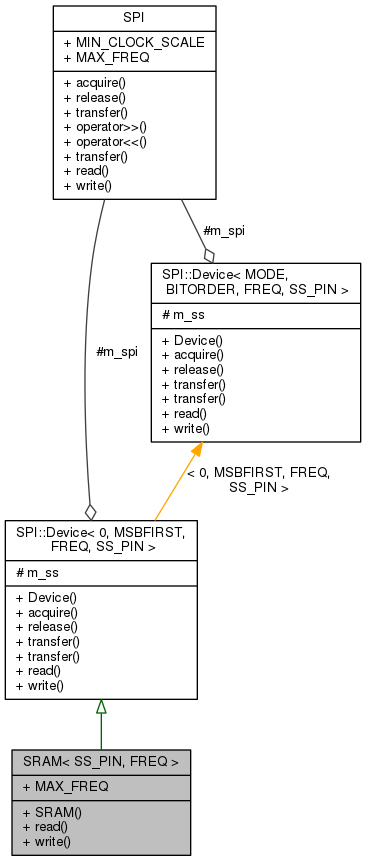 SPI
+ MIN_CLOCK_SCALE
+ MAX_FREQ
+ acquire()
+ release()
+ transfer()
+ operator>>()
+ operator<<()
+ transfer()
+ read()
+ write()
#m_spi
SPI::Device< MODE,
BITORDER, FREQ, SS_PIN >
# m_ss
+ Device()
+ acquire()
+ release()
+ transfer()
+ transfer()
+ read()
+ write()
#m_spi
< 0, MSBFIRST, FREQ,
SS_PIN >
SPI::Device< 0, MSBFIRST,
FREQ, SS_PIN >
# m_ss
+ Device()
+ acquire()
+ release()
+ transfer()
+ transfer()
+ read()
+ write()
SRAM< SS_PIN, FREQ >
+ MAX_FREQ
+ SRAM()
+ read()
+ write()